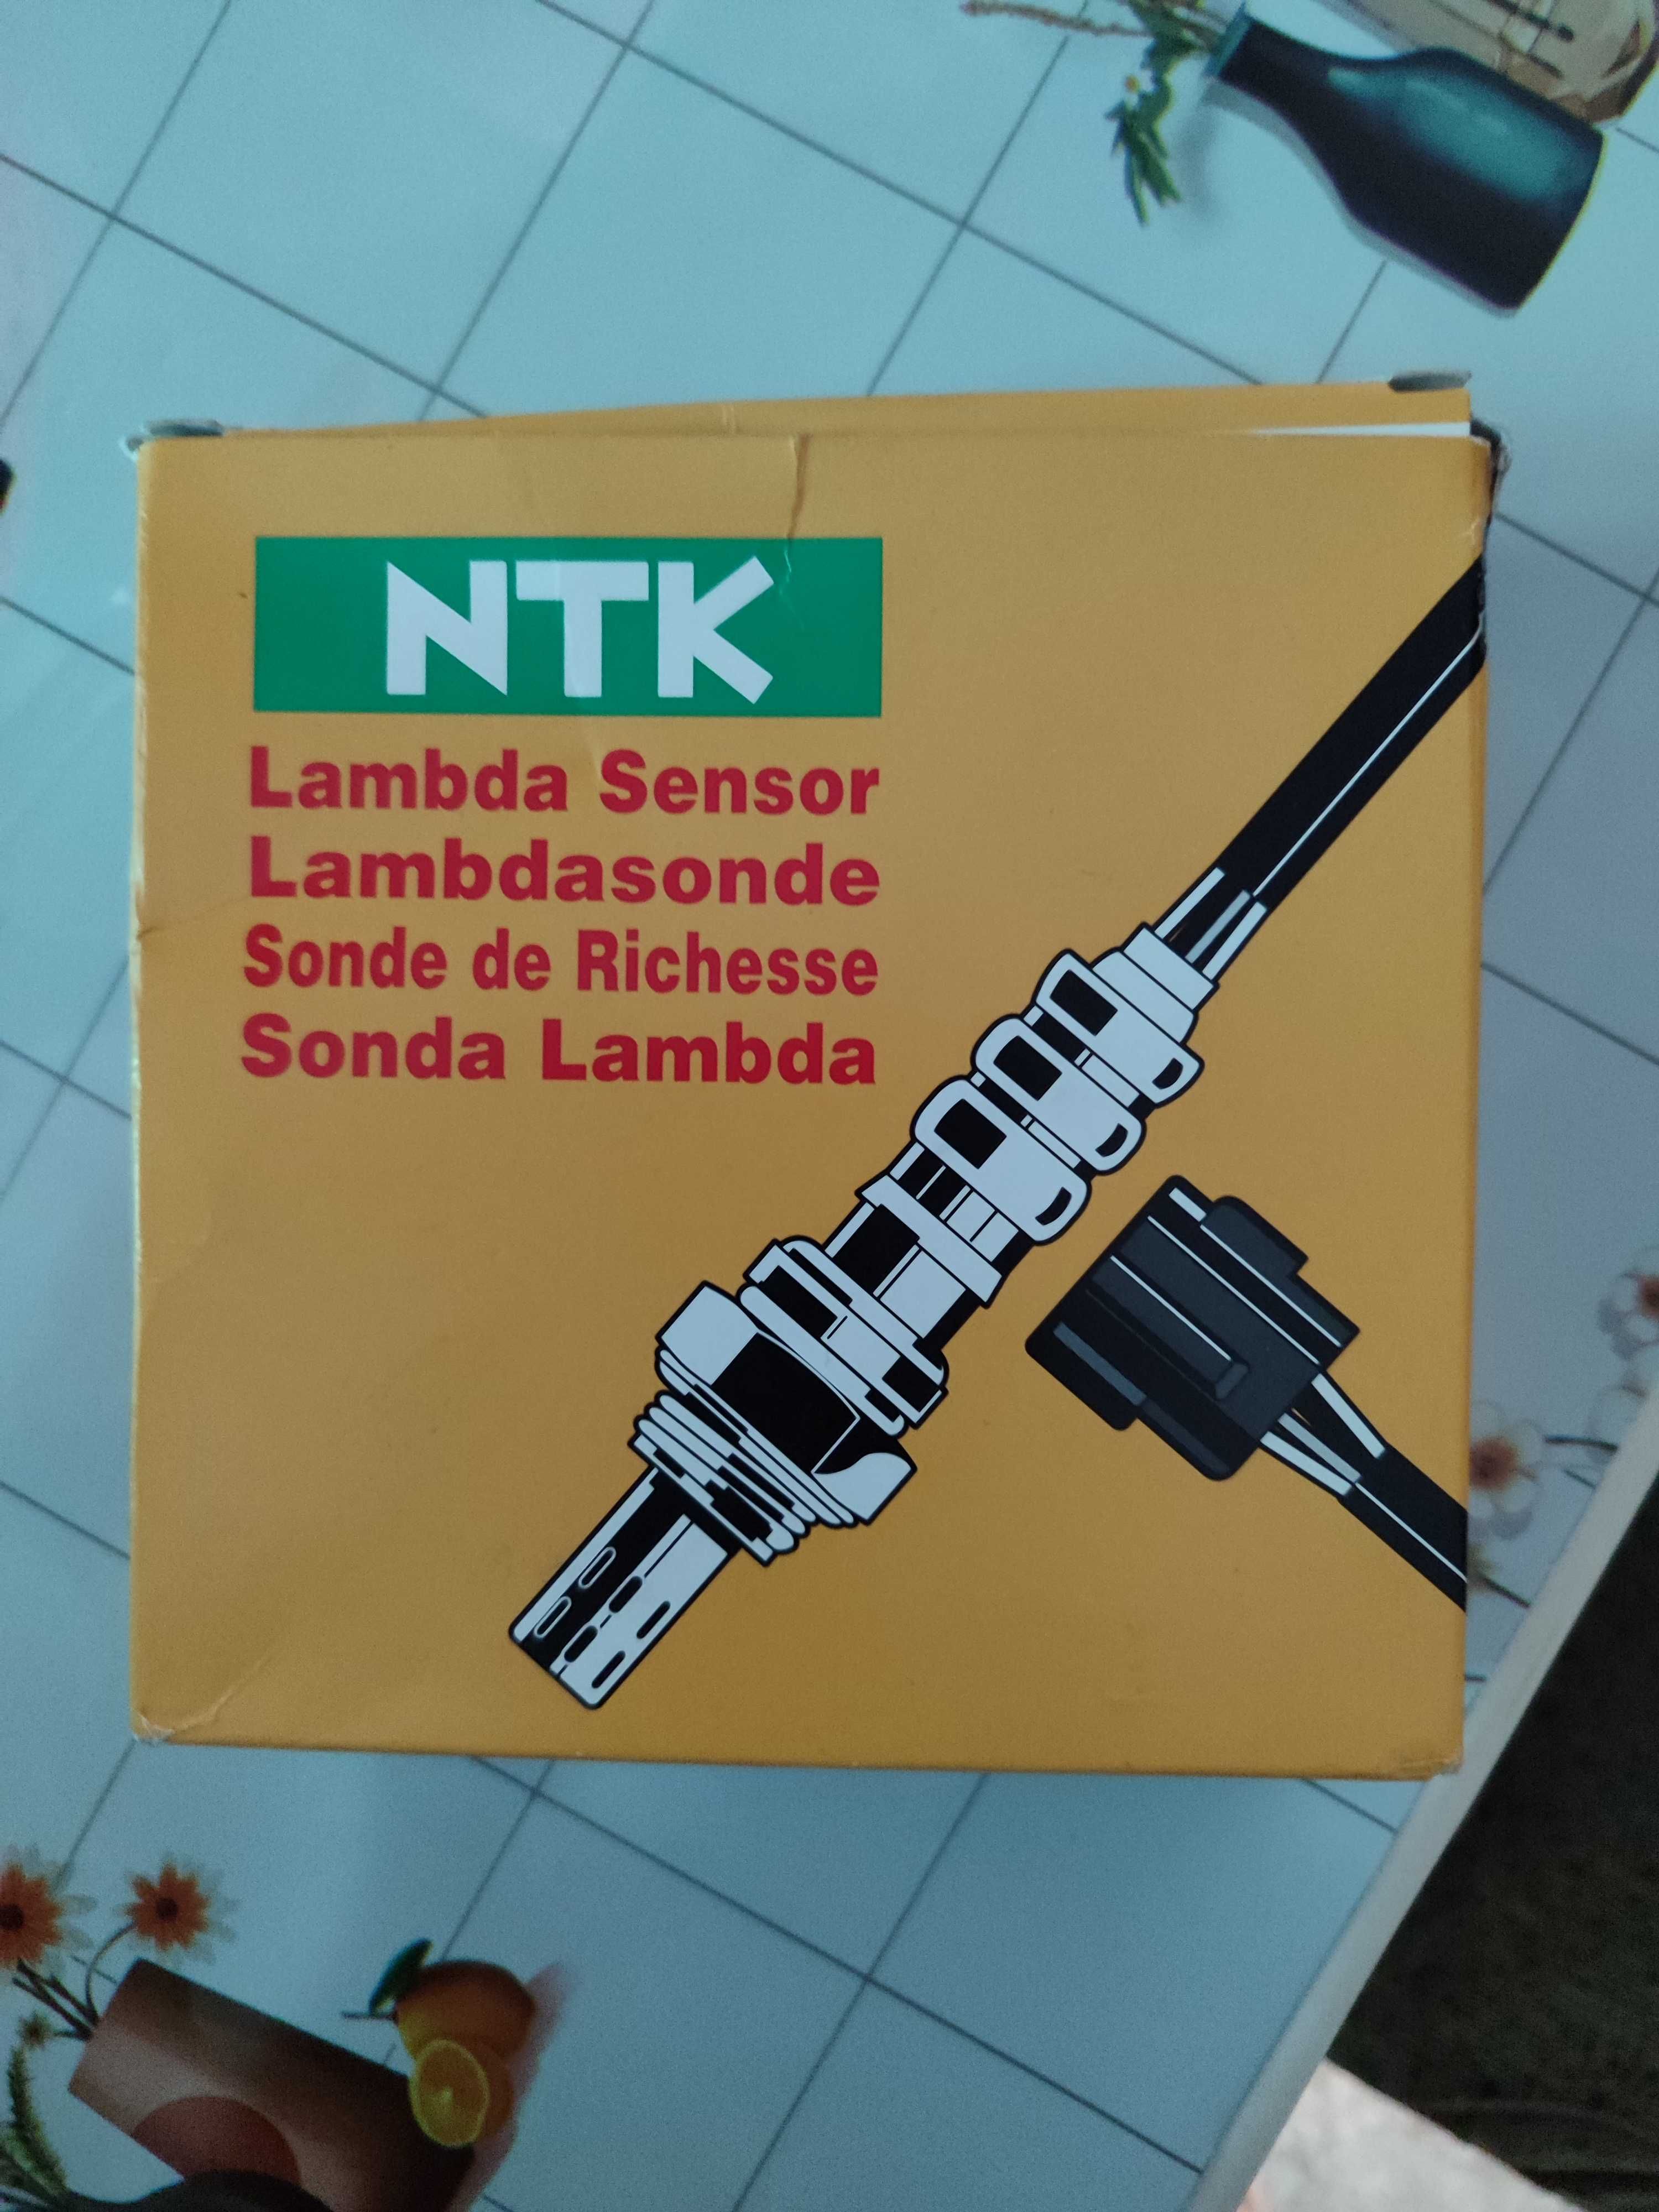 NTK
Lambda Sensor
Lambdasonde
Sonde de Richesse
Sonda Lambda